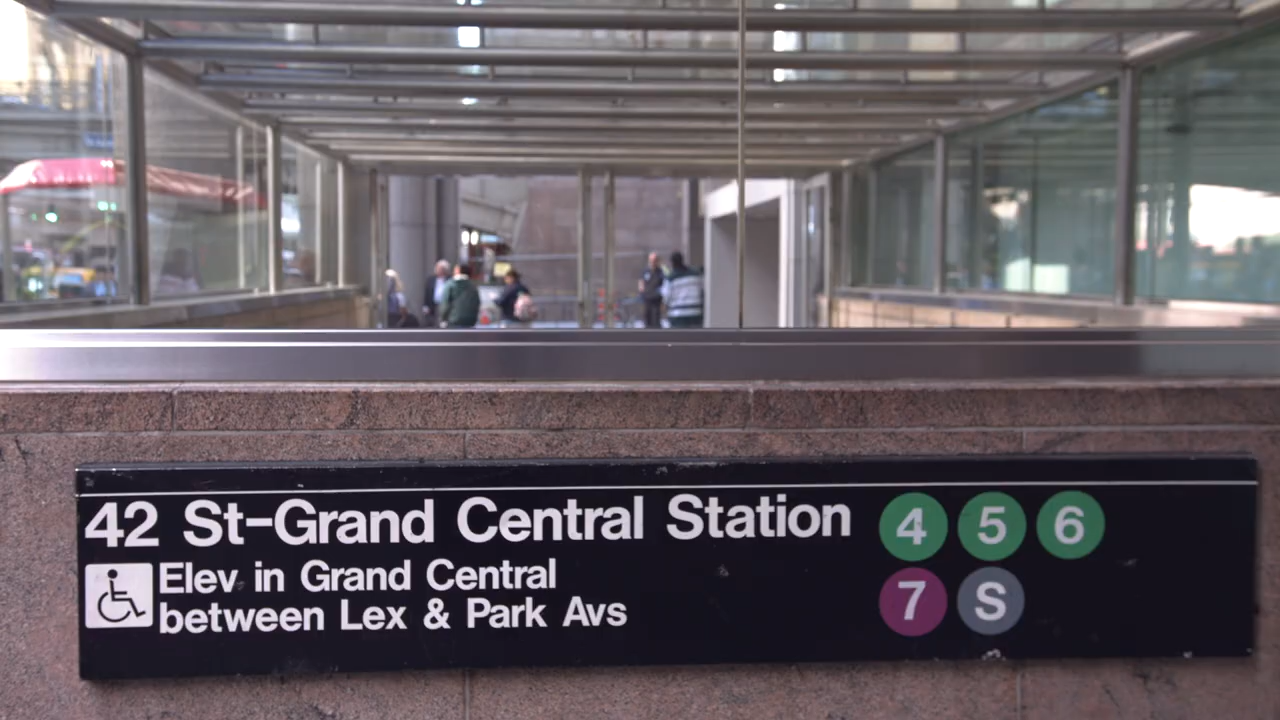 42 St-Grand Central Station 4 5 6
Elev in Grand Central 7 S
between Lex & Park Avs